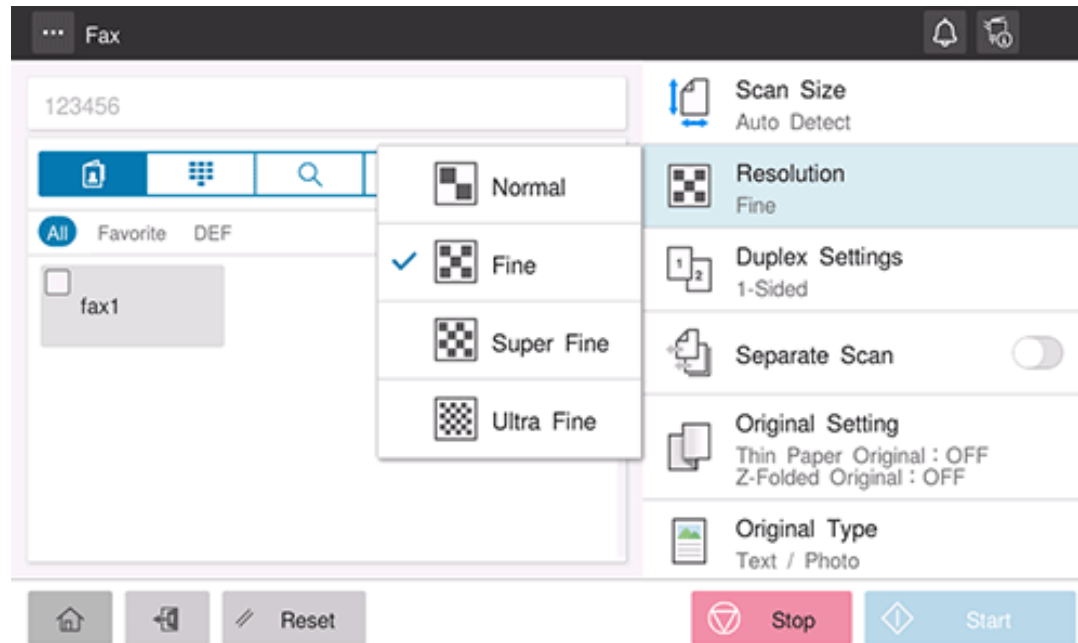 Fax
123456
All Favorite DEF
fax1
Normal
Fine
Super Fine
Ultra Fine
Scan Size
Auto Detect
Resolution
Fine
Duplex Settings
1-Sided
Separate Scan
Original Setting
Thin Paper Original : OFF
Z-Folded Original : OFF
Original Type
Text / Photo
Reset
Stop
Start